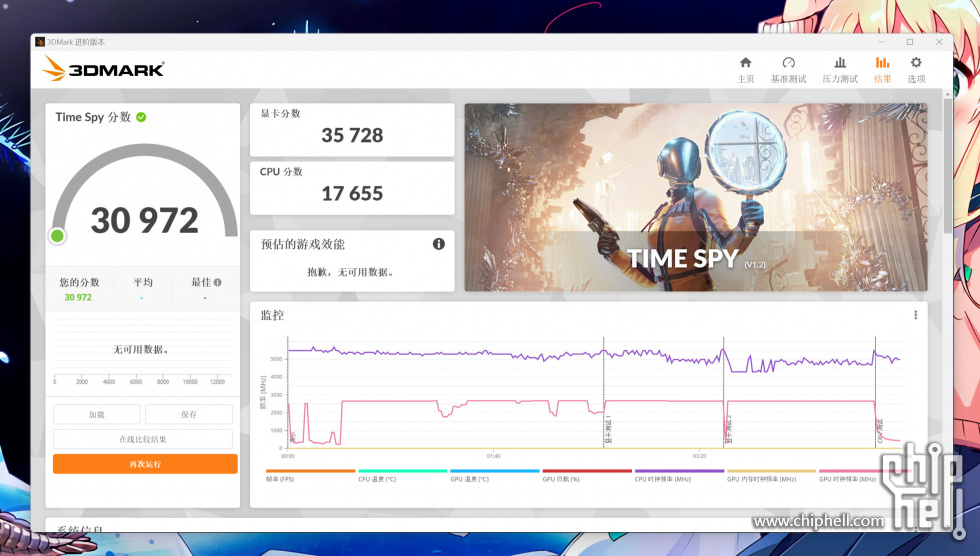 3DMark 进阶版本
3DMARK
主页
基准测试
压力测试
结果
选项
Time Spy 分数
30 972
您的分数
30 972
平均
-
最佳
-
无可用数据。
0 2000 4000 6000 8000 10000 12000
加载
保存
在线比较结果
再次运行
系统信息
显卡分数
35 728
CPU 分数
17 655
预估的游戏效能
抱歉，无可用数据。
TIME SPY (V1.2)
监控
频率 (MHz)
5000
4000
3000
2000
1000
0
演示
显卡测试 1
显卡测试 2
CPU 测试
00:00
01:40
03:20
帧率 (FPS)
CPU 温度 (°C)
GPU 温度 (°C)
GPU 负载 (%)
CPU 时钟频率 (MHz)
GPU 内存时钟频率 (MHz)
GPU 时钟频率 (MHz)
chip hell
www.chiphell.com